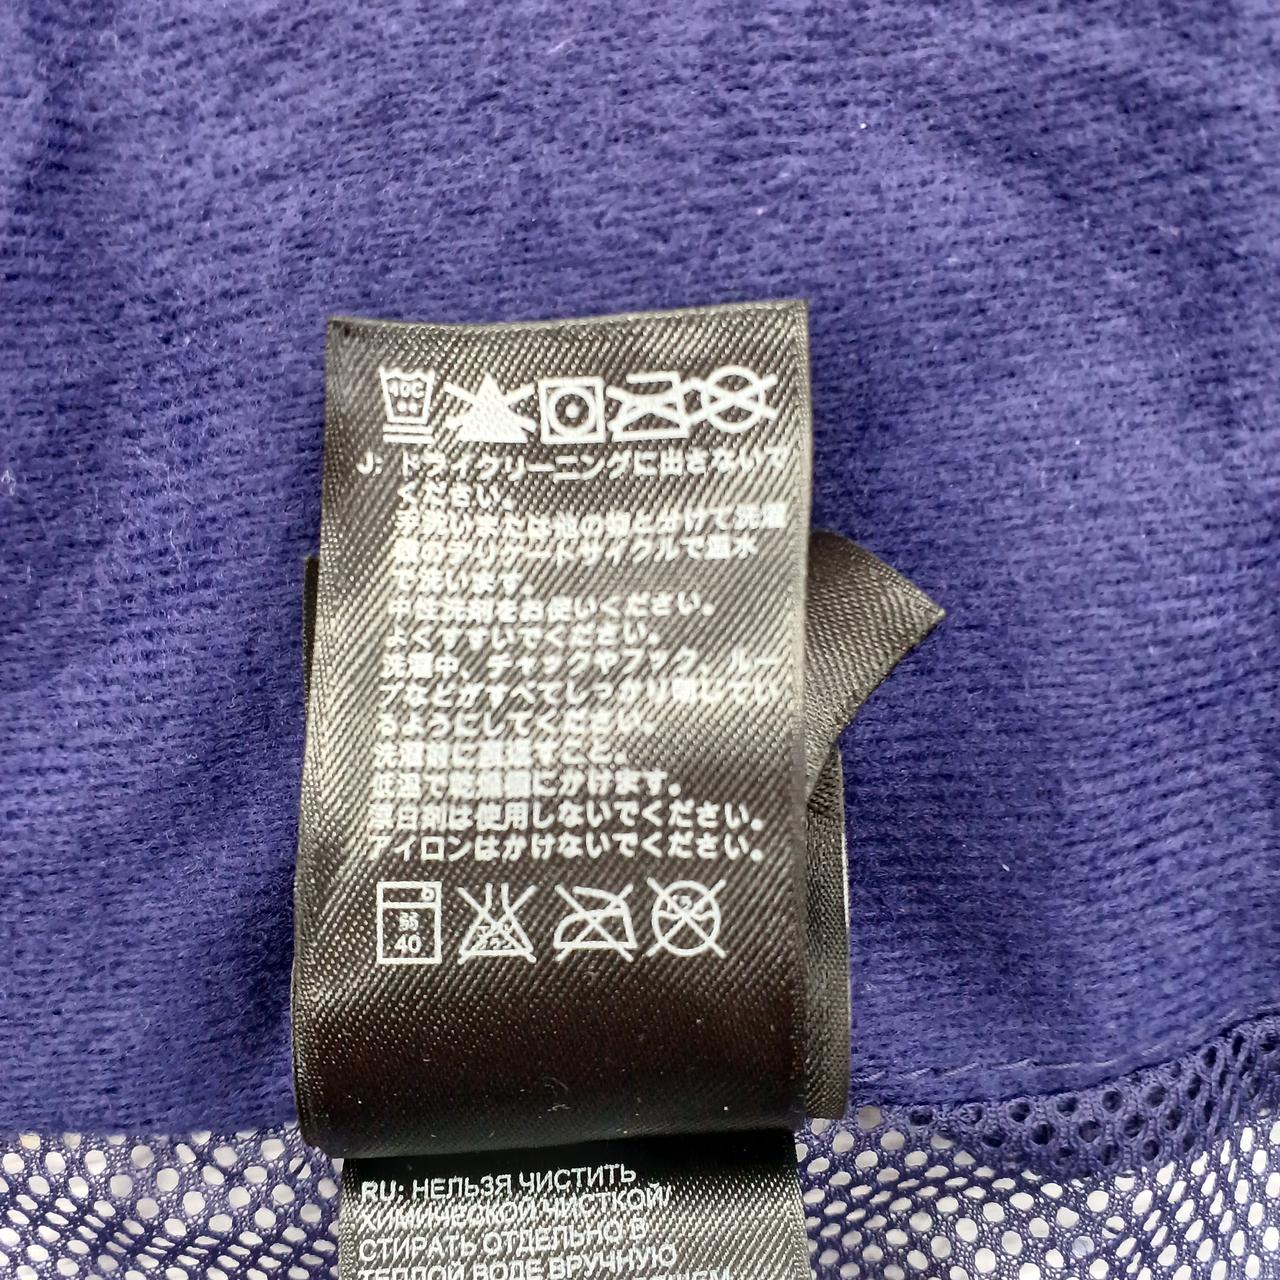 40C
J: ドライクリーニングに出さないで
ください。
手洗いまたは他の物と分けて洗濯
機のデリケートサイクルで温水
で洗います。
中性洗剤をお使いください。
よくすすいでください。
洗濯中、チャックやフック、ルー
プなどがすべてしっかり閉じてい
るようにしてください。
洗濯前に裏返すこと。
低温で乾燥機にかけます。
漂白剤は使用しないでください。
アイロンはかけないでください。
弱
40
RU: НЕЛЬЗЯ ЧИСТИТЬ
ХИМИЧЕСКОЙ ЧИСТКОЙ/
СТИРАТЬ ОТДЕЛЬНО В
ТЕПЛОЙ ВОДЕ ВРУЧНУЮ